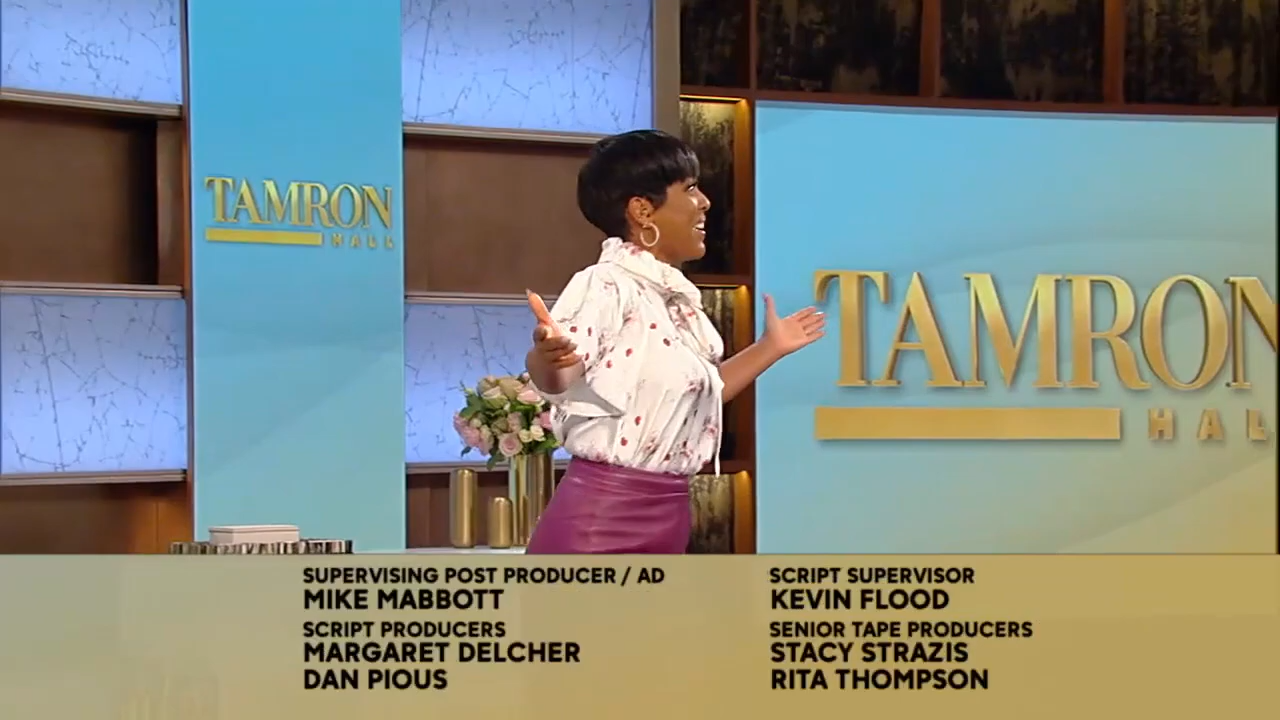 TAMRON
HALL
TAMRON
HAL
SUPERVISING POST PRODUCER / AD
MIKE MABBOTT
SCRIPT PRODUCERS
MARGARET DELCHER
DAN PIOUS
SCRIPT SUPERVISOR
KEVIN FLOOD
SENIOR TAPE PRODUCERS
STACY STRAZIS
RITA THOMPSON